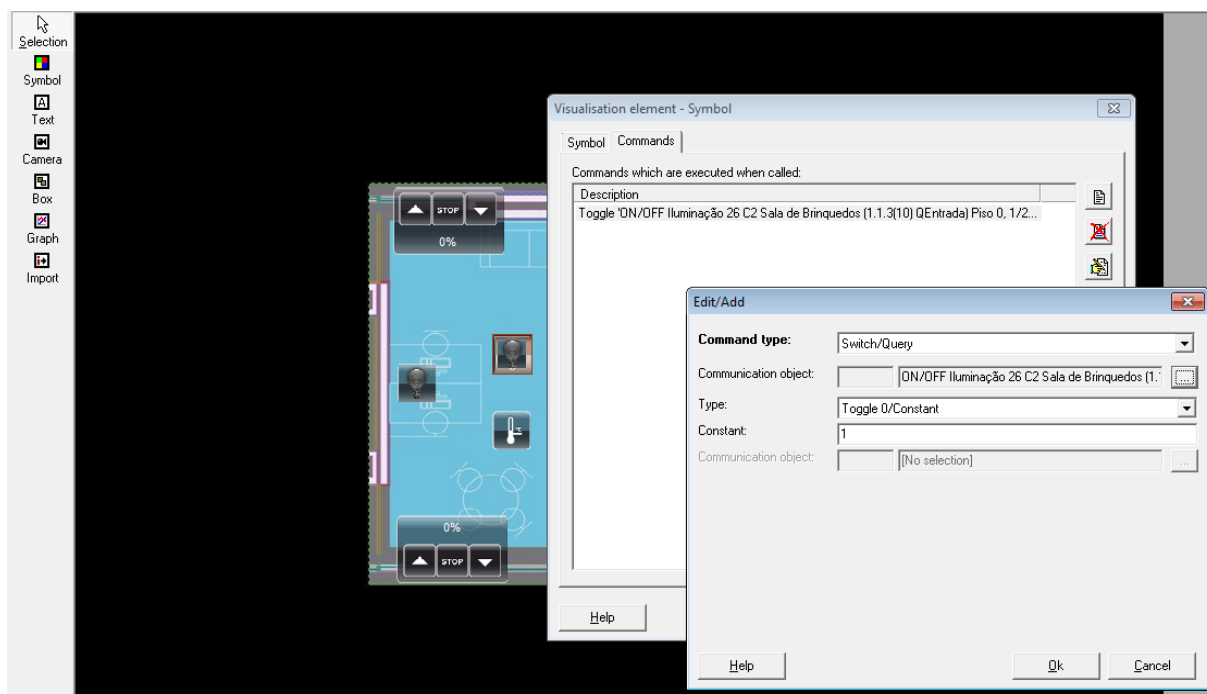 Selection
Symbol
Text
Camera
Box
Graph
Import
STOP
0%
0%
STOP
Visualisation element - Symbol
Symbol
Commands
Commands which are executed when called:
Description
Toggle 'ON/OFF Iluminação 26 C2 Sala de Brinquedos (1.1.3(10) QEntrada) Piso 0, 1/2...
Help
Edit/Add
Command type:
Switch/Query
Communication object:
ON/OFF Iluminação 26 C2 Sala de Brinquedos (1.
...
Type:
Toggle 0/Constant
Constant:
1
Communication object:
[No selection]
...
Help
Ok
Cancel